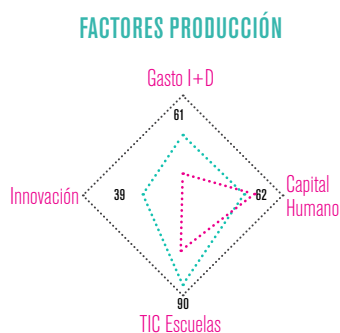 FACTORES PRODUCCIÓN
Gasto I+D
61
Innovación
39
62
Capital
Humano
90
TIC Escuelas